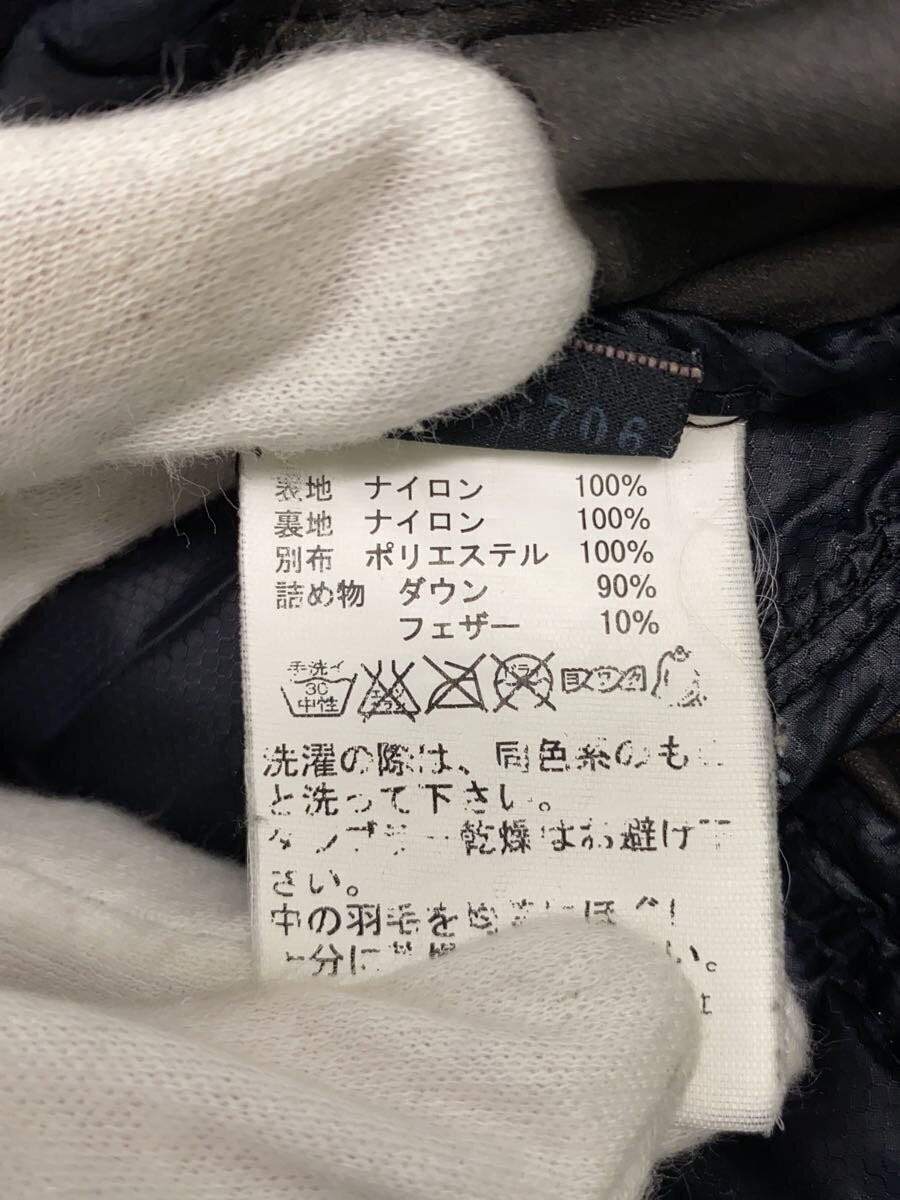 706
表地 ナイロン 100%
裏地 ナイロン 100%
別布 ポリエステル 100%
詰め物 ダウン 90%
フェザー 10%
手洗イ
30
中性
洗濯の際は、同色系のも
と洗って下さい。
乾燥はお避け下
さい。
中の羽毛を